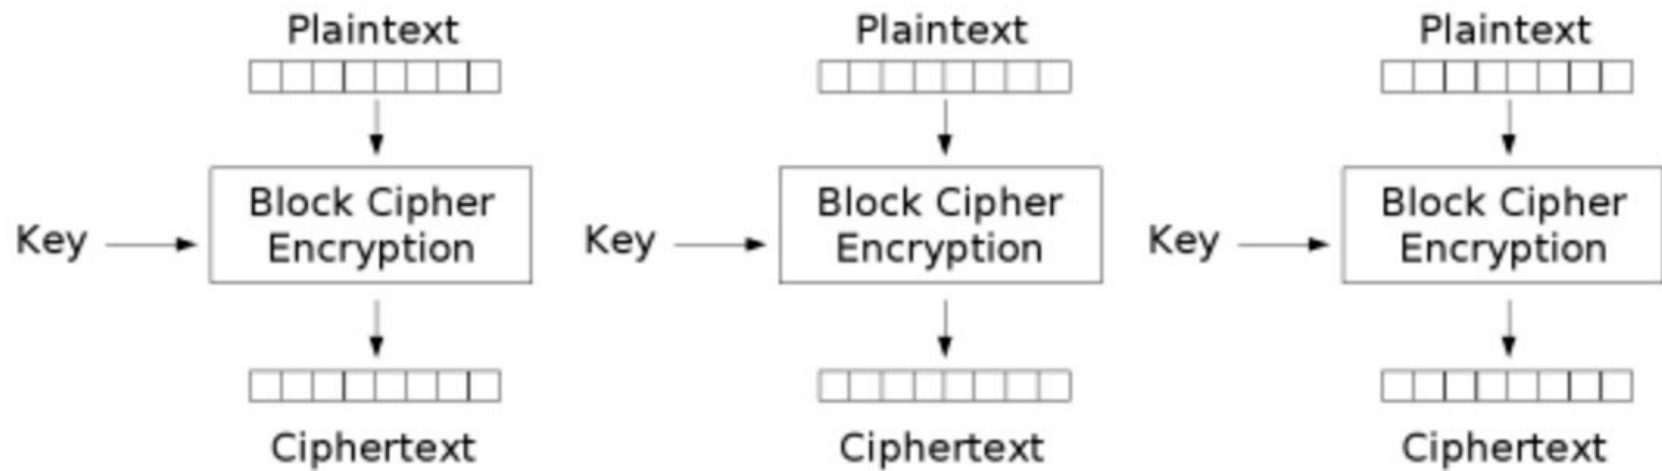 Plaintext Plaintext Plaintext
Block Cipher Block Cipher Block Cipher
Key Encryption Key Encryption Key Encryption
Ciphertext Ciphertext Ciphertext